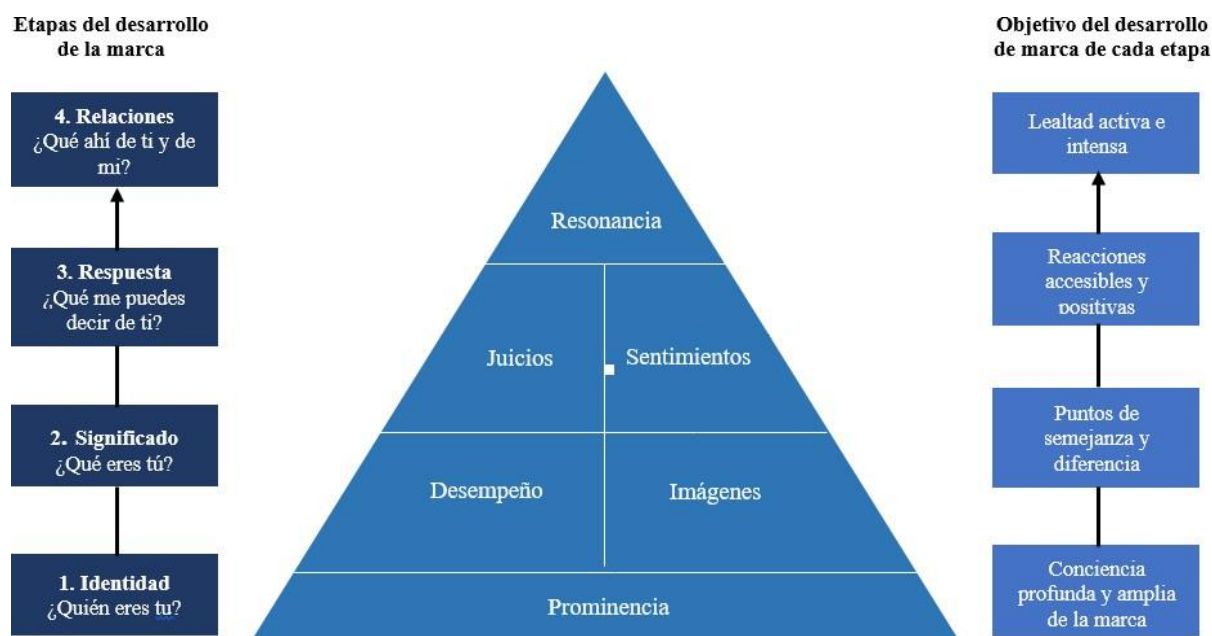 Etapas del desarrollo
de la marca
4. Relaciones
¿Qué ahí de ti y de
mi?
3. Respuesta
¿Qué me puedes
decir de ti?
2. Significado
¿Qué eres tú?
1. Identidad
¿Quién eres tu?
Resonancia
Juicios
Sentimientos
Desempeño
Imágenes
Prominencia
Objetivo del desarrollo
de marca de cada etapa
Lealtad activa e
intensa
Reacciones
accesibles y
positivas
Puntos de
semejanza y
diferencia
Conciencia
profunda y amplia
de la marca